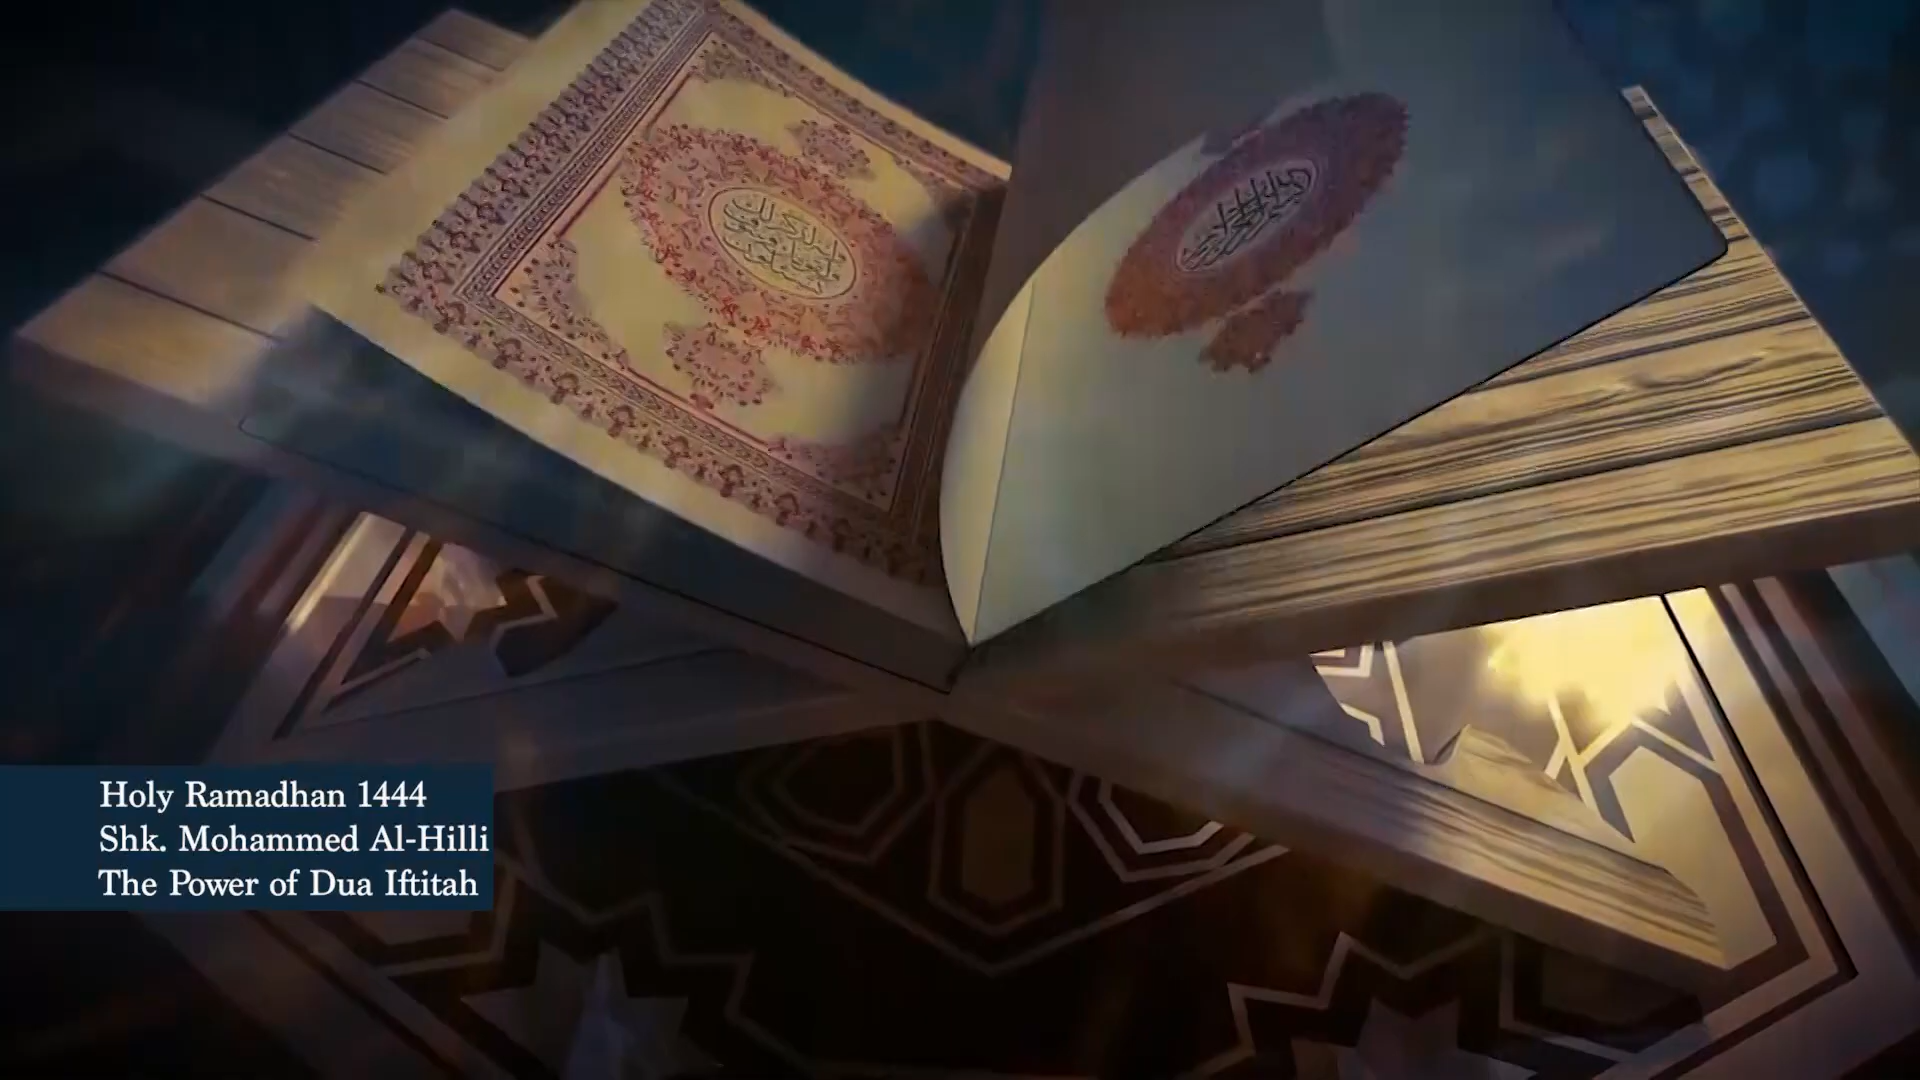 Holy Ramadhan 1444
Shk. Mohammed Al-Hilli
The Power of Dua Iftitah